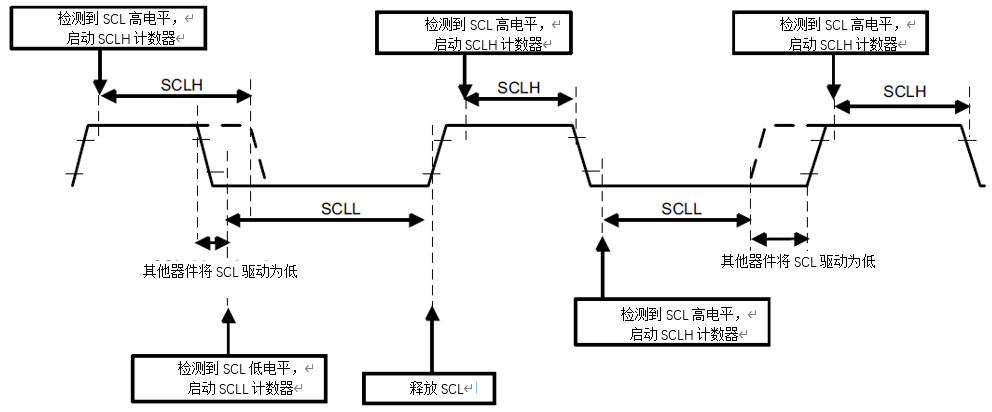 检测到 SCL 高电平，
启动 SCLH 计数器
检测到 SCL 高电平，
启动 SCLH 计数器
检测到 SCL 高电平，
启动 SCLH 计数器
SCLH
SCLH
SCLH
SCLL
SCLL
其他器件将 SCL 驱动为低
其他器件将 SCL 驱动为低
检测到 SCL 高电平，
启动 SCLH 计数器
检测到 SCL 低电平，
启动 SCLL 计数器
释放 SCL